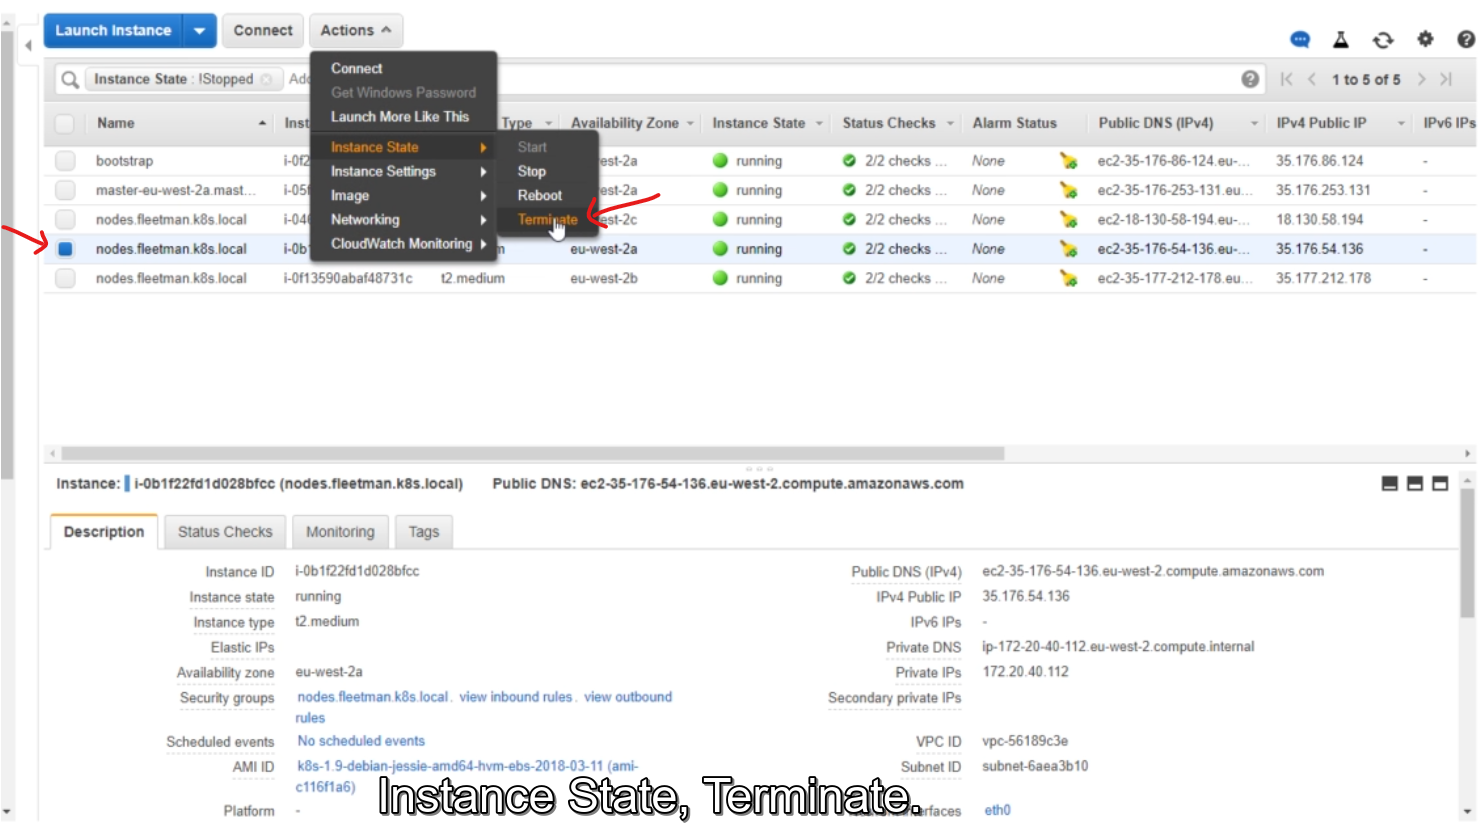 Launch Instance Connect Actions
Connect
Instance State : !Stopped
1 to 5 of 5
Get Windows Password
Launch More Like This
Name Type Availability Zone Instance State Status Checks Alarm Status Public DNS (IPv4) IPv4 Public IP IPv6 IPs
Instance State Start
bootstrap running 2/2 checks ... None ec2-35-176-86-124.eu-... 35.176.86.124 -
Instance Settings Stop
master-eu-west-2a.mast... running 2/2 checks ... None ec2-35-176-253-131.eu... 35.176.253.131 -
Image Reboot
nodes.fleetman.k8s.local running 2/2 checks ... None ec2-18-130-58-194.eu-... 18.130.58.194 -
Networking Terminate
nodes.fleetman.k8s.local eu-west-2a running 2/2 checks ... None ec2-35-176-54-136.eu-... 35.176.54.136 -
CloudWatch Monitoring
nodes.fleetman.k8s.local i-0f13590abaf48731c t2.medium eu-west-2b running 2/2 checks ... None ec2-35-177-212-178.eu... 35.177.212.178 -
Instance: i-0b1f22fd1d028bfcc (nodes.fleetman.k8s.local) Public DNS: ec2-35-176-54-136.eu-west-2.compute.amazonaws.com
Description Status Checks Monitoring Tags
Instance ID i-0b1f22fd1d028bfcc Public DNS (IPv4) ec2-35-176-54-136.eu-west-2.compute.amazonaws.com
Instance state running IPv4 Public IP 35.176.54.136
Instance type t2.medium IPv6 IPs -
Elastic IPs Private DNS ip-172-20-40-112.eu-west-2.compute.internal
Availability zone eu-west-2a Private IPs 172.20.40.112
Security groups nodes.fleetman.k8s.local. view inbound rules. view outbound Secondary private IPs
rules
Scheduled events No scheduled events VPC ID vpc-56189c3e
AMI ID k8s-1.9-debian-jessie-amd64-hvm-ebs-2018-03-11 (ami- Subnet ID subnet-6aea3b10
c116f1a6)
Instance State, Terminate.
Platform - eth0